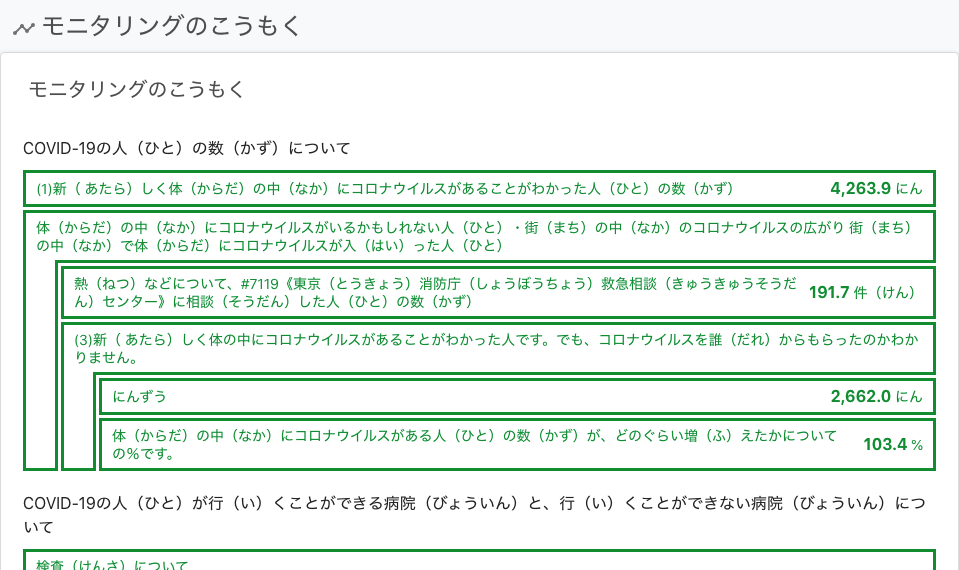 モニタリングのこうもく
モニタリングのこうもく
COVID-19の人（ひと）の数（かず）について
(1)新（ あたら）しく体（からだ）の中（なか）にコロナウイルスがあることがわかった人（ひと）の数（かず） 4,263.9 にん
体（からだ）の中（なか）にコロナウイルスがいるかもしれない人（ひと）・街（まち）の中（なか）のコロナウイルスの広がり 街（まち）
の中（なか）で体（からだ）にコロナウイルスが入（はい）った人（ひと）
熱（ねつ）などについて、#7119《東京（とうきょう）消防庁（しょうぼうちょう）救急相談（きゅうきゅうそうだ
ん）センター》に相談（そうだん）した人（ひと）の数（かず） 191.7 件（けん）
(3)新（ あたら）しく体の中にコロナウイルスがあることがわかった人です。でも、コロナウイルスを誰（だれ）からもらったのかわか
りません。
にんずう 2,662.0 にん
体（からだ）の中（なか）にコロナウイルスがある人（ひと）の数（かず）が、どのぐらい増（ふ）えたかについて
の％です。 103.4 %
COVID-19の人（ひと）が行（い）くことができる病院（びょういん）と、行（い）くことができない病院（びょういん）につ
いて
検査（けんさ）について